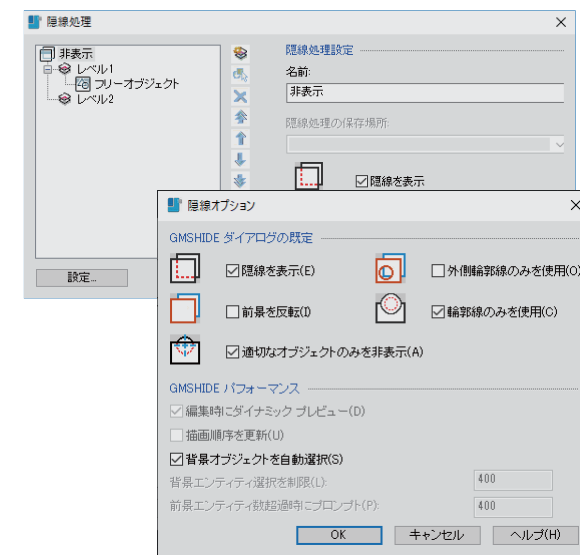 隠線処理
非表示
レベル1
フリーオブジェクト
レベル2
隠線処理設定
名前:
非表示
隠線処理の保存場所:
隠線を表示
設定...
隠線オプション
GMSHIDE ダイアログの既定
隠線を表示(E)
外側輪郭線のみを使用(O)
前景を反転(I)
輪郭線のみを使用(C)
適切なオブジェクトのみを非表示(A)
GMSHIDE パフォーマンス
編集時にダイナミック プレビュー(D)
描画順序を更新(U)
背景オブジェクトを自動選択(S)
背景エンティティ選択を制限(L):
400
前景エンティティ数超過時にプロンプト(P):
400
OK
キャンセル
ヘルプ(H)